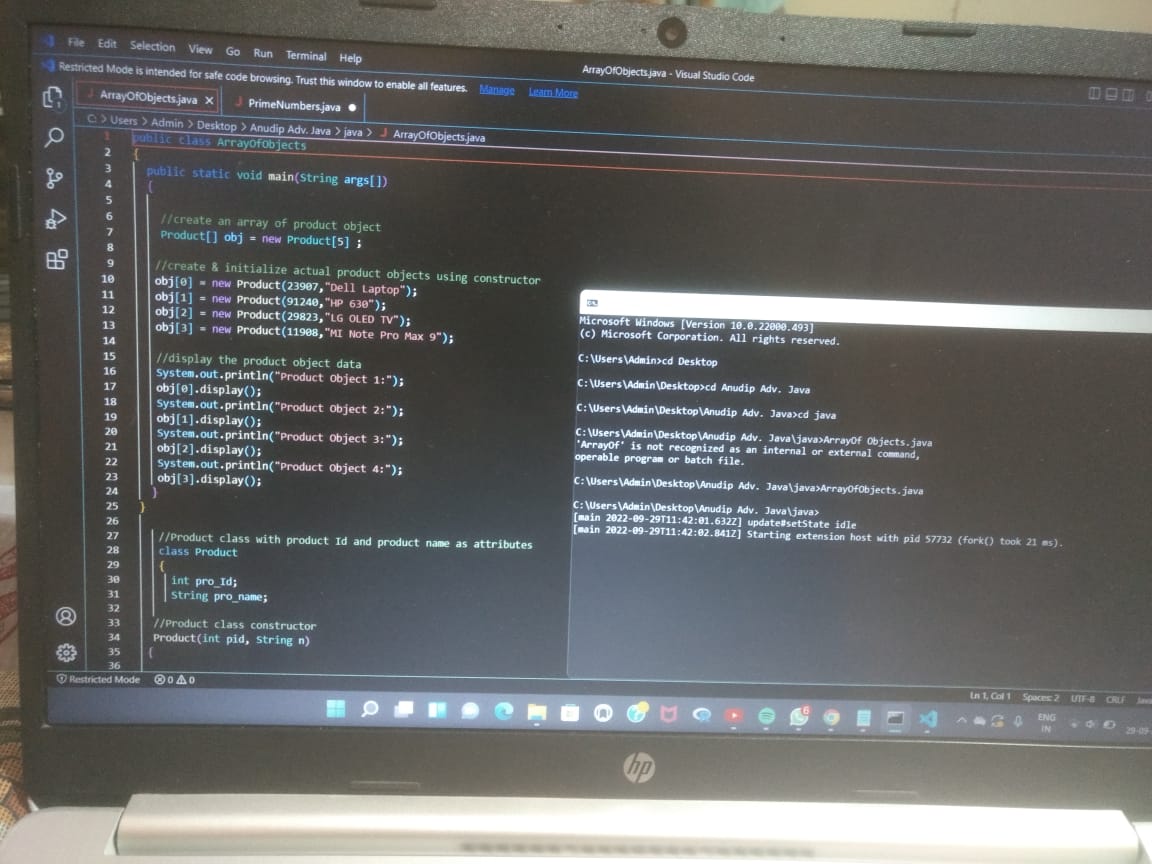 File Edit Selection View Go Run Terminal Help
ArrayOfObjects.java - Visual Studio Code
Restricted Mode is intended for safe code browsing. Trust this window to enable all features. Manage Learn More
J ArrayOfObjects.java × J PrimeNumbers.java ●
C: > Users > Admin > Desktop > Anudip Adv. Java > java > J ArrayOfObjects.java
1 public class ArrayOfObjects
2 {
3 public static void main(String args[])
4 {
5
6 //create an array of product object
7 Product[] obj = new Product[5] ;
8
9 //create & initialize actual product objects using constructor
10 obj[0] = new Product(23907,"Dell Laptop");
11 obj[1] = new Product(91240,"HP 630");
12 obj[2] = new Product(29823,"LG OLED TV");
13 obj[3] = new Product(11908,"MI Note Pro Max 9");
14
15 //display the product object data
16 System.out.println("Product Object 1:");
17 obj[0].display();
18 System.out.println("Product Object 2:");
19 obj[1].display();
20 System.out.println("Product Object 3:");
21 obj[2].display();
22 System.out.println("Product Object 4:");
23 obj[3].display();
24 }
25 }
26
27 //Product class with product Id and product name as attributes
28 class Product
29 {
30 int pro_Id;
31 String pro_name;
32
33 //Product class constructor
34 Product(int pid, String n)
35 {
36
Microsoft Windows [Version 10.0.22000.493]
(c) Microsoft Corporation. All rights reserved.
C:\Users\Admin>cd Desktop
C:\Users\Admin\Desktop>cd Anudip Adv. Java
C:\Users\Admin\Desktop\Anudip Adv. Java>cd java
C:\Users\Admin\Desktop\Anudip Adv. Java\java>ArrayOf Objects.java
'ArrayOf' is not recognized as an internal or external command,
operable program or batch file.
C:\Users\Admin\Desktop\Anudip Adv. Java\java>ArrayOfObjects.java
C:\Users\Admin\Desktop\Anudip Adv. Java\java>
[main 2022-09-29T11:42:01.632Z] update#setState idle
[main 2022-09-29T11:42:02.841Z] Starting extension host with pid 57732 (fork() took 21 ms).
Restricted Mode 0 0
Ln 1, Col 1 Spaces: 2 UTF-8 CRLF Java
6
ENG
IN
29-09-
hp